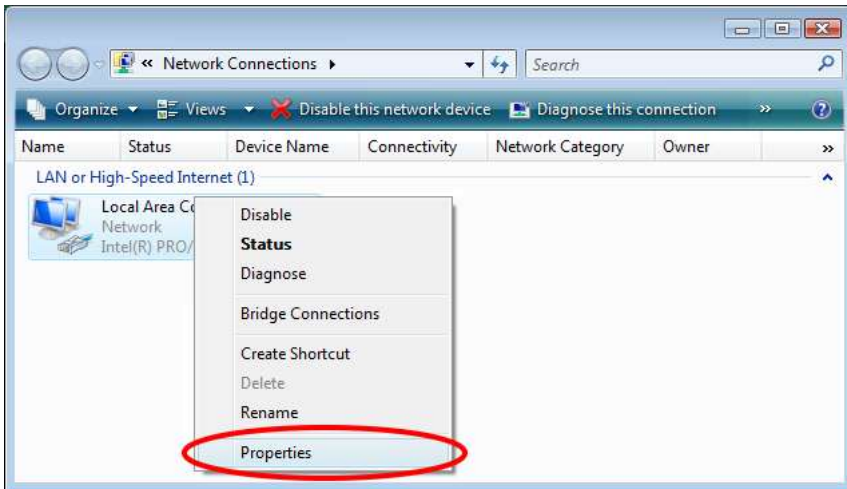 « Network Connections
Search
Organize Views Disable this network device Diagnose this connection »
Name Status Device Name Connectivity Network Category Owner »
LAN or High-Speed Internet (1)
Local Area Co
Network
Intel(R) PRO/
Disable
Status
Diagnose
Bridge Connections
Create Shortcut
Delete
Rename
Properties